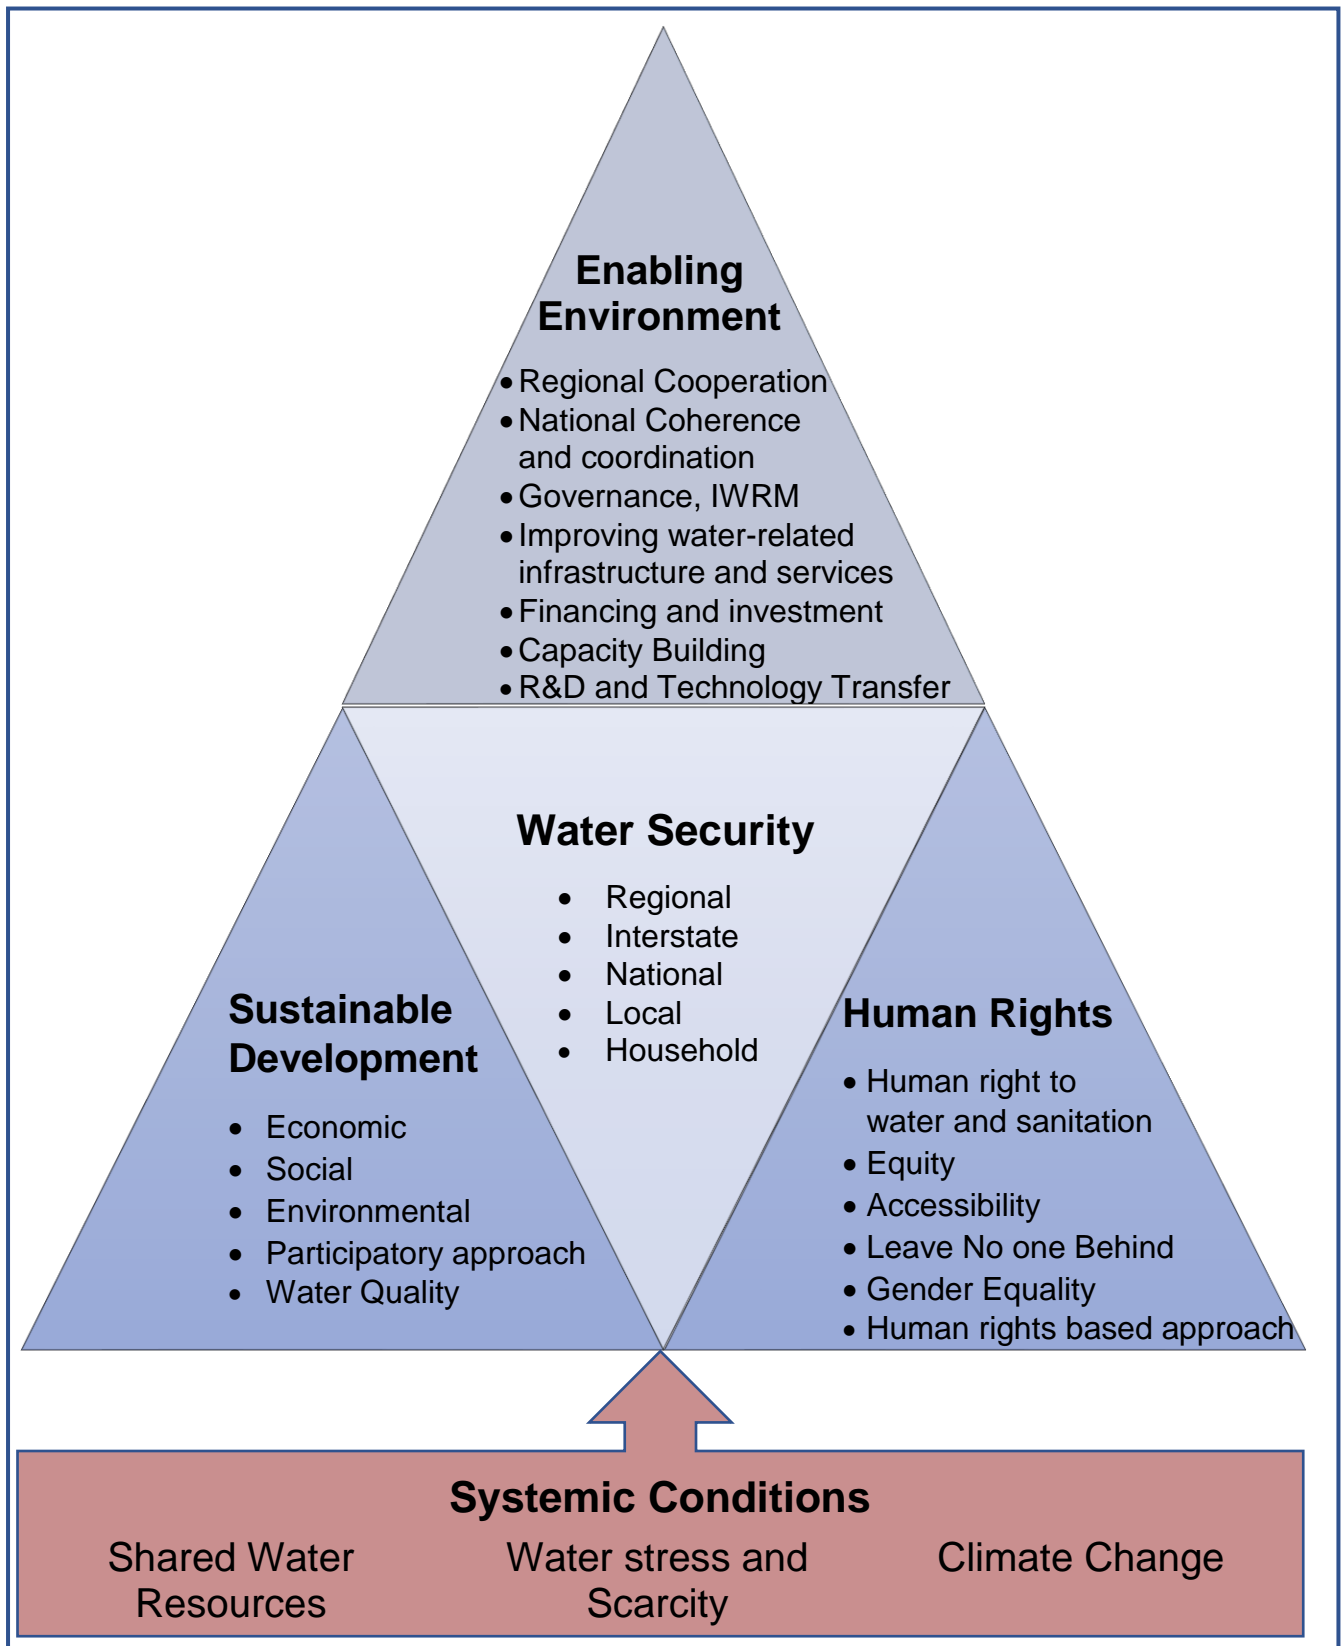 Enabling
Environment
• Regional Cooperation
• National Coherence
and coordination
• Governance, IWRM
• Improving water-related
infrastructure and services
• Financing and investment
• Capacity Building
• R&D and Technology Transfer
Water Security
• Regional
• Interstate
• National
• Local
• Household
Sustainable
Development
• Economic
• Social
• Environmental
• Participatory approach
• Water Quality
Human Rights
• Human right to
water and sanitation
• Equity
• Accessibility
• Leave No one Behind
• Gender Equality
• Human rights based approach
Systemic Conditions
Shared Water
Resources
Water stress and
Scarcity
Climate Change